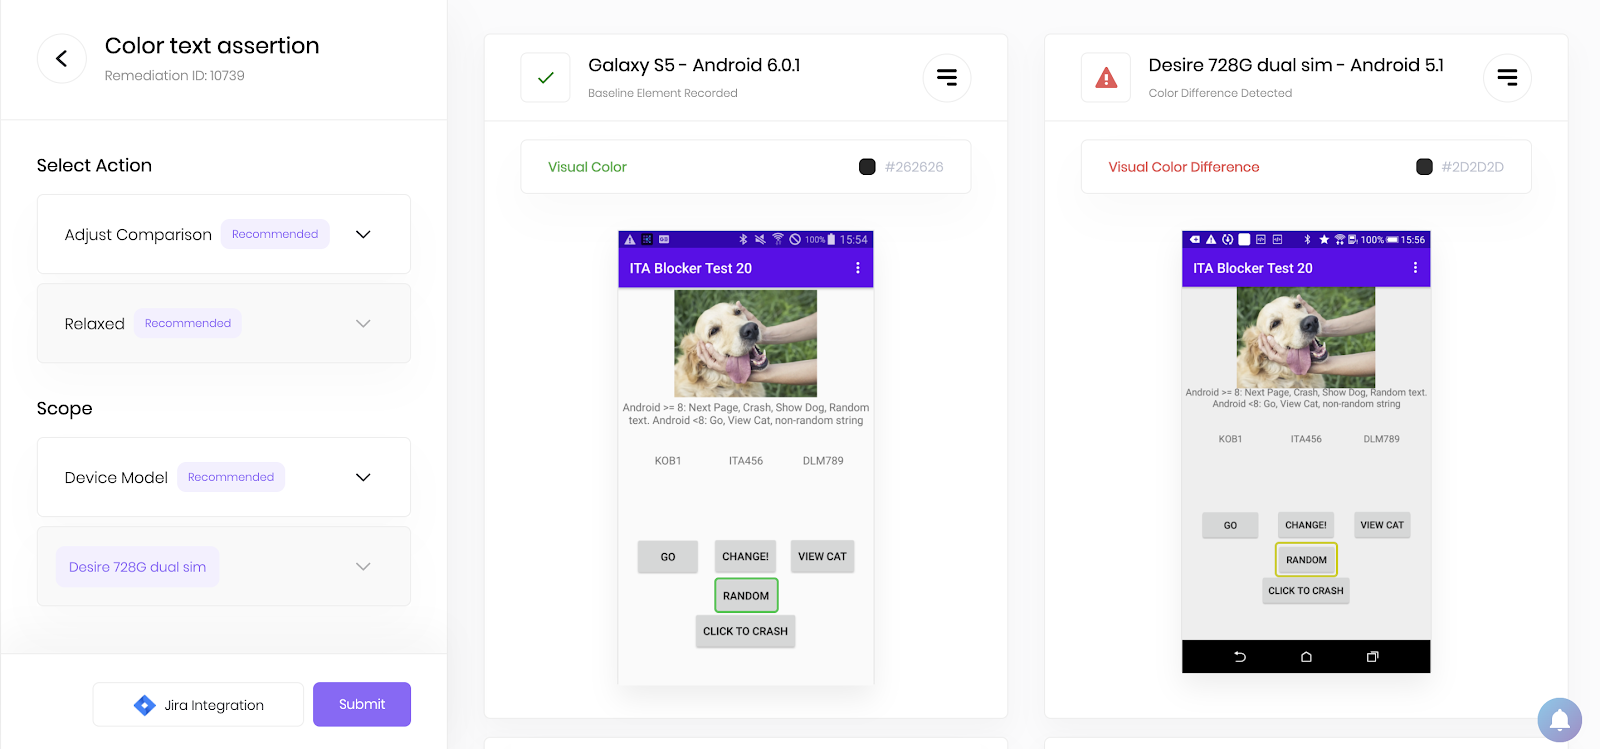 Color text assertion
Remediation ID: 10739
Select Action
Adjust Comparison Recommended
Relaxed Recommended
Scope
Device Model Recommended
Desire 728G dual sim
Jira Integration
Submit
Galaxy S5 - Android 6.0.1
Baseline Element Recorded
Visual Color #262626
100% 15:54
ITA Blocker Test 20
Android >= 8: Next Page, Crash, Show Dog, Random
text. Android <8: Go, View Cat, non-random string
KOB1 ITA456 DLM789
GO CHANGE! VIEW CAT
RANDOM
CLICK TO CRASH
Desire 728G dual sim - Android 5.1
Color Difference Detected
Visual Color Difference #2D2D2D
100% 15:56
ITA Blocker Test 20
Android >= 8: Next Page, Crash, Show Dog, Random text.
Android <8: Go, View Cat, non-random string
KOB1 ITA456 DLM789
GO CHANGE! VIEW CAT
RANDOM
CLICK TO CRASH